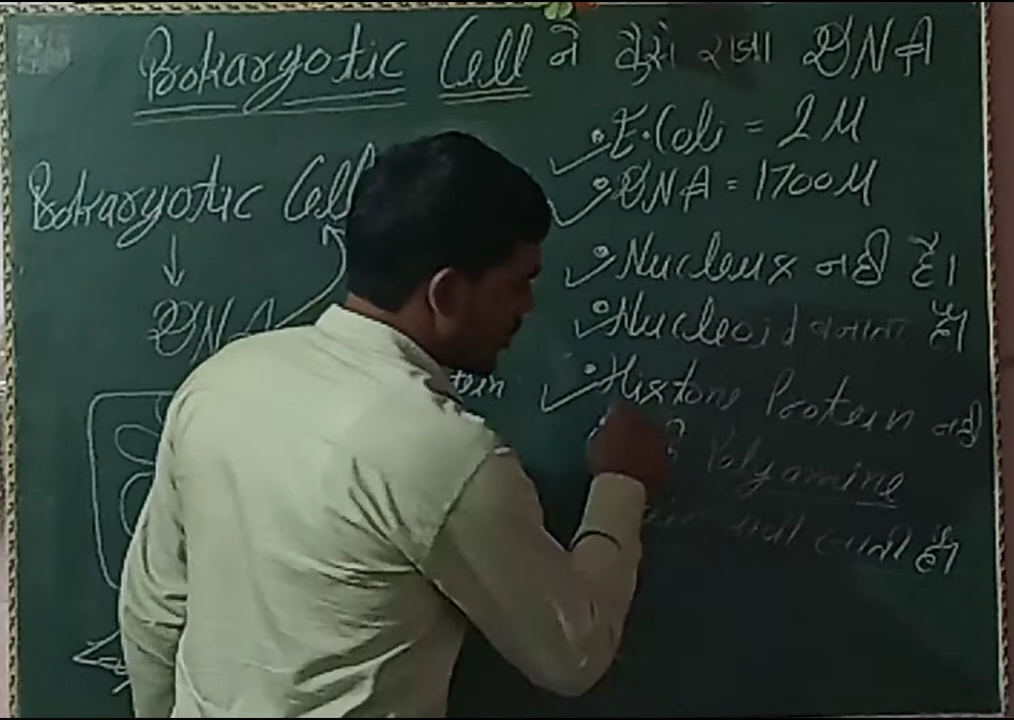 Prokaryotic Cell ने कैसे रखा DNA
Prokaryotic Cell
DNA
tein
• E.Coli = 2 M
• DNA = 1700 M
• Nucleus नही है।
• Nucleoid बनाता है।
• Histone Protein नही
Polyamine
पायी जाती है।